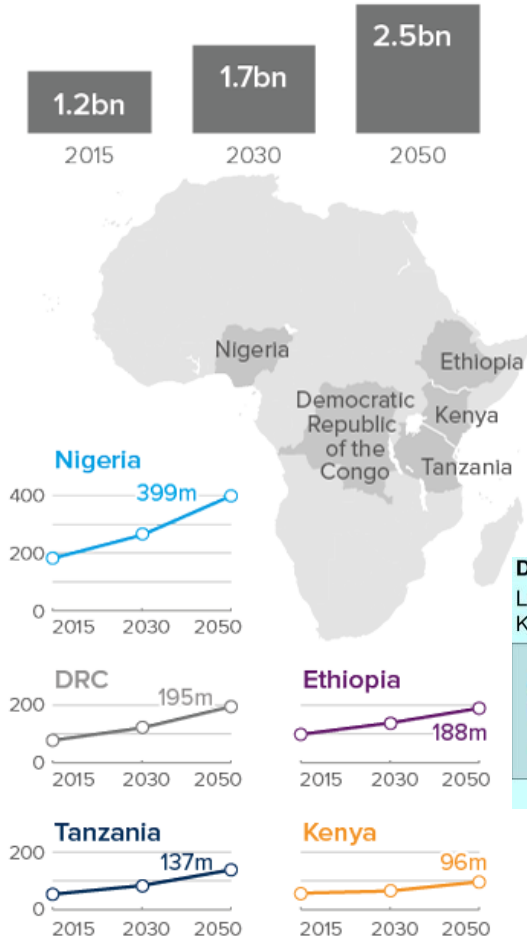 1.2bn
1.7bn
2.5bn
2015
2030
2050
Nigeria
Ethiopia
Democratic
Republic
of the
Congo
Kenya
Tanzania
Nigeria
400
399m
200
0
2015
2030
2050
D
L
K
DRC
200
195m
0
2015
2030
2050
Ethiopia
188m
2015
2030
2050
Tanzania
200
137m
0
2015
2030
2050
Kenya
96m
2015
2030
2050